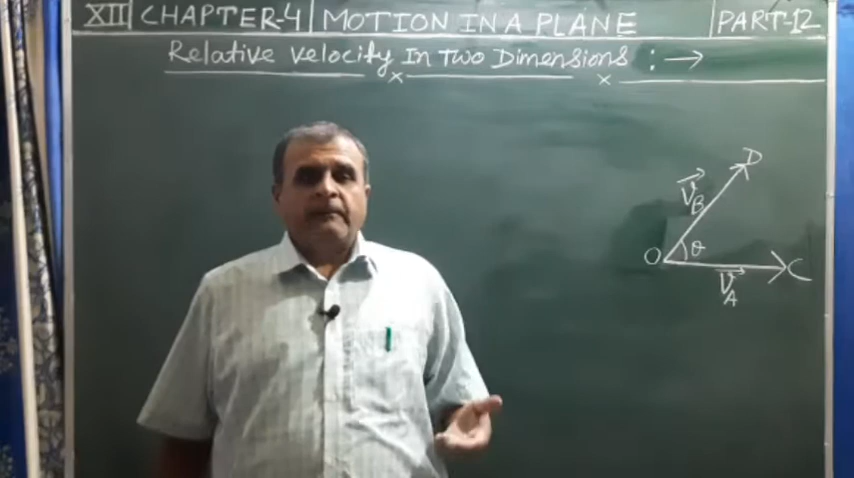 XII CHAPTER-4 MOTION IN A PLANE PART-12
Relative velocity In Two Dimensions : →
D
V⃗B
O θ
C
V⃗A